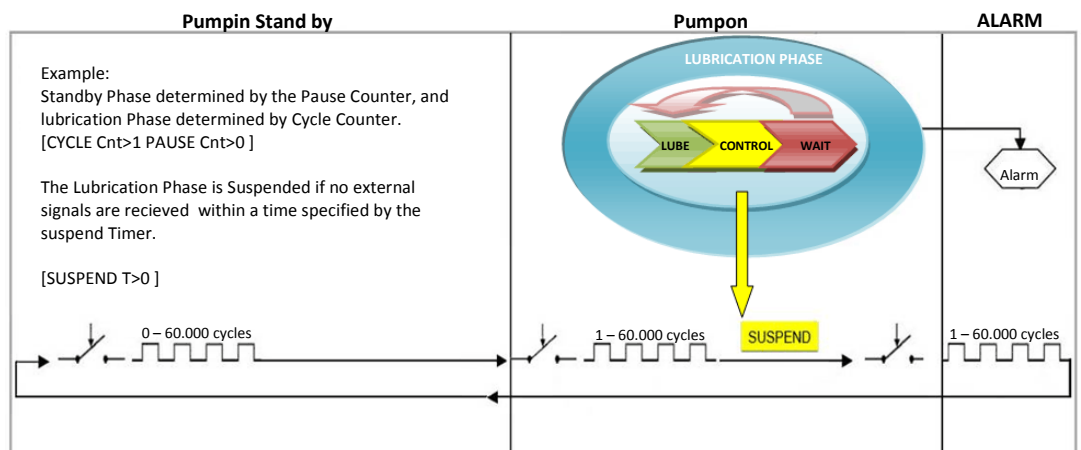 Pumpin Stand by
Pumpon
ALARM
Example:
Standby Phase determined by the Pause Counter, and
lubrication Phase determined by Cycle Counter.
[CYCLE Cnt>1 PAUSE Cnt>0 ]
The Lubrication Phase is Suspended if no external
signals are recieved within a time specified by the
suspend Timer.
[SUSPEND T>0 ]
LUBRICATION PHASE
LUBE
CONTROL
WAIT
Alarm
0 – 60.000 cycles
1 – 60.000 cycles
SUSPEND
1 – 60.000 cycles